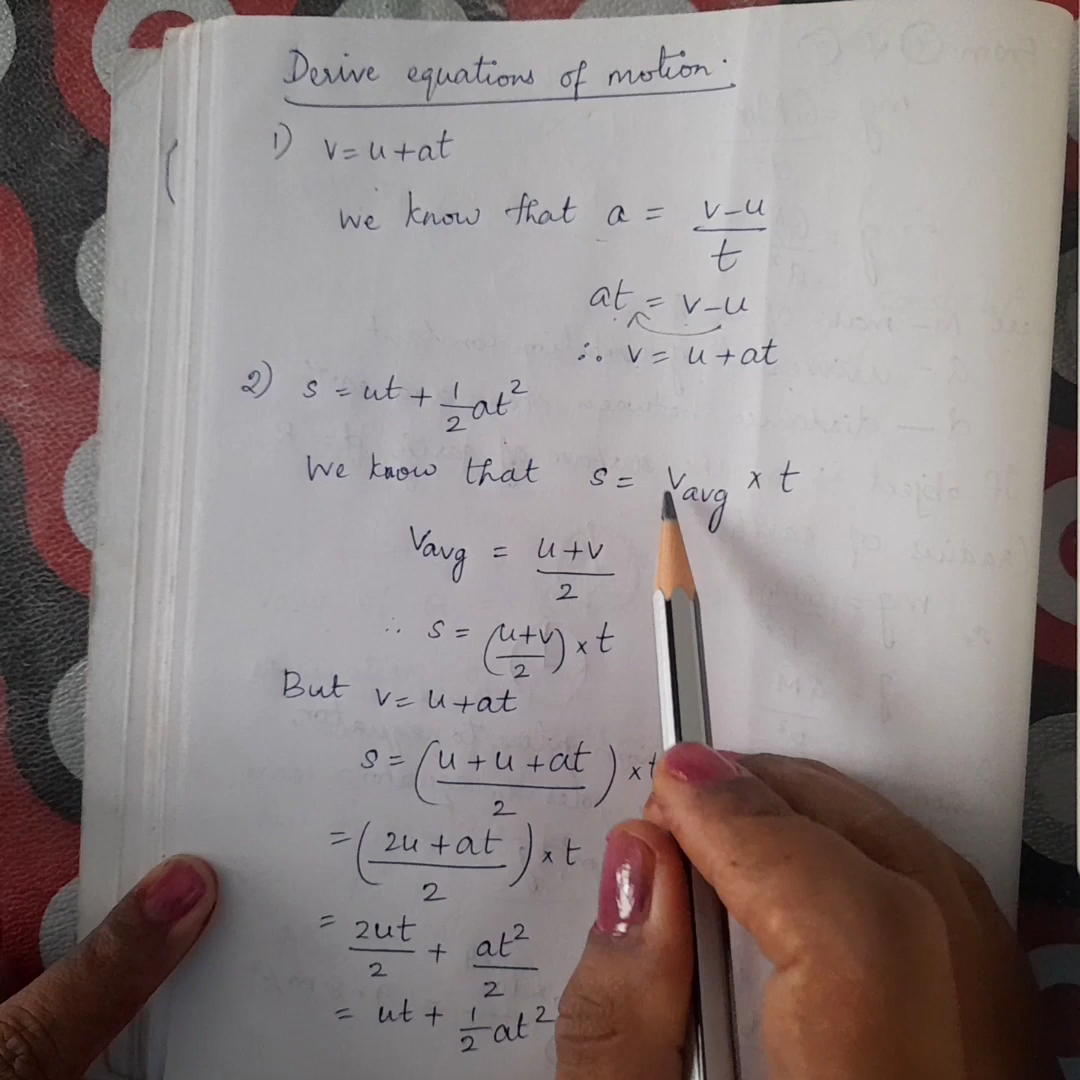 Derive equations of motion.
1) v=u+at
we know that a = v-u/t
at = v-u
∴ v = u+at
2) s = ut + 1/2 at²
We know that s = Vavg × t
Vavg = u+v/2
∴ s = (u+v/2) × t
But v = u+at
s = (u+u+at/2) × t
= (2u+at/2) × t
= 2ut/2 + at²/2
= ut + 1/2 at²